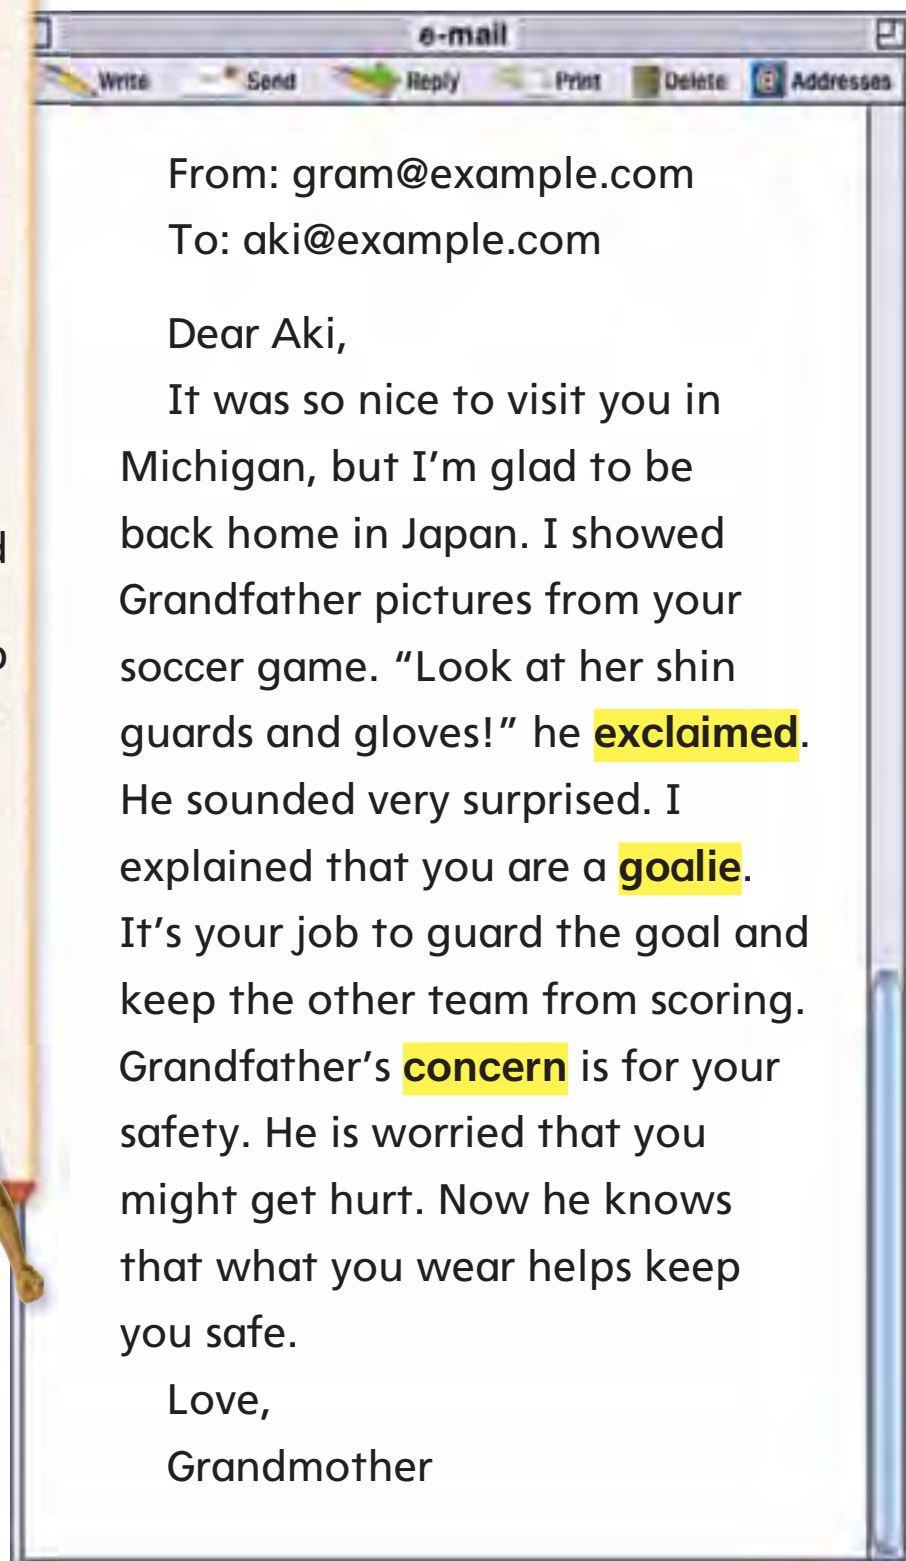 e-mail
Write Send Reply Print Delete Addresses
From: gram@example.com
To: aki@example.com
Dear Aki,
It was so nice to visit you in
Michigan, but I’m glad to be
back home in Japan. I showed
Grandfather pictures from your
soccer game. “Look at her shin
guards and gloves!” he exclaimed.
He sounded very surprised. I
explained that you are a goalie.
It’s your job to guard the goal and
keep the other team from scoring.
Grandfather’s concern is for your
safety. He is worried that you
might get hurt. Now he knows
that what you wear helps keep
you safe.
Love,
Grandmother